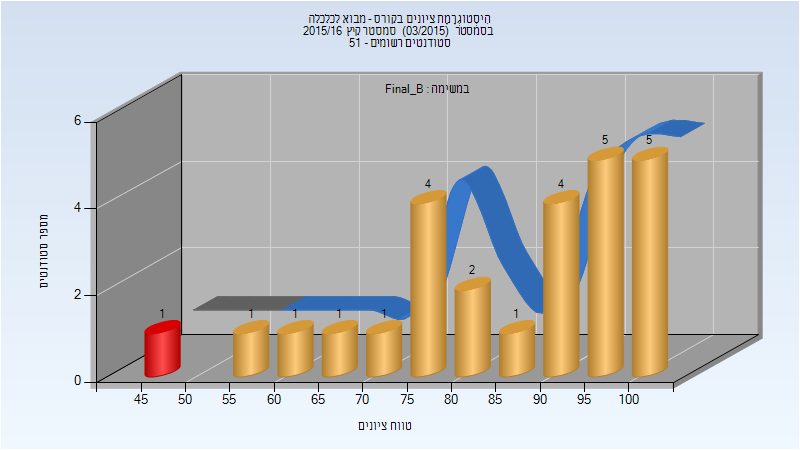 היסטוגרמת ציונים בקורס - מבוא לכלכלה
בסמסטר (03/2015) סמסטר קיץ 2015/16
סטודנטים רשומים - 51
במשימה : Final_B
מספר סטודנטים
6
4
2
0
1
1
1
1
1
4
2
1
4
5
5
45 50 55 60 65 70 75 80 85 90 95 100
טווח ציונים